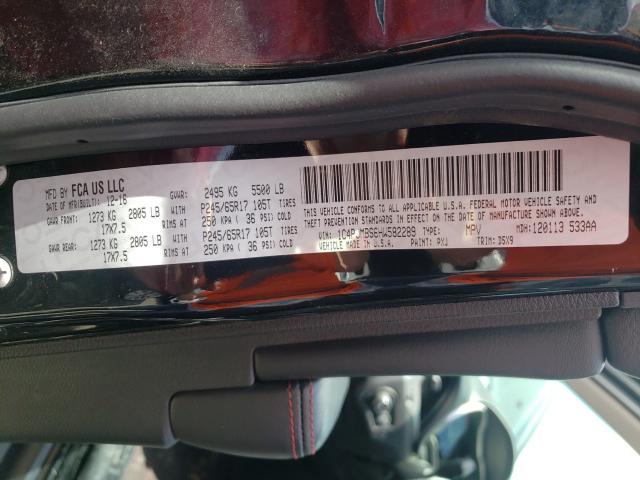 MFD BY FCA US LLC
DATE OF MFR(BUILT): 12-16 GVWR: 2495 KG 5500 LB
GAWR FRONT: 1273 KG 2805 LB WITH P245/65R17 105T
17X7.5 RIMS AT 250 KPA ( 36 PSI) COLD
GAWR REAR: 1273 KG 2805 LB WITH P245/65R17 105T
17X7.5 RIMS AT 250 KPA ( 36 PSI) COLD
THIS VEHICLE CONFORMS TO ALL APPLICABLE U.S.A. FEDERAL MOTOR VEHICLE SAFETY, BUMPER AND
THEFT PREVENTION STANDARDS IN EFFECT ON THE DATE OF MANUFACTURE SHOWN ABOVE.
VIN: 1C4PJMBS6HW582289 TYPE: MPV MDH: 120113 533AA
MADE IN U.S.A. PAINT: PXJ TRIM: D5X9